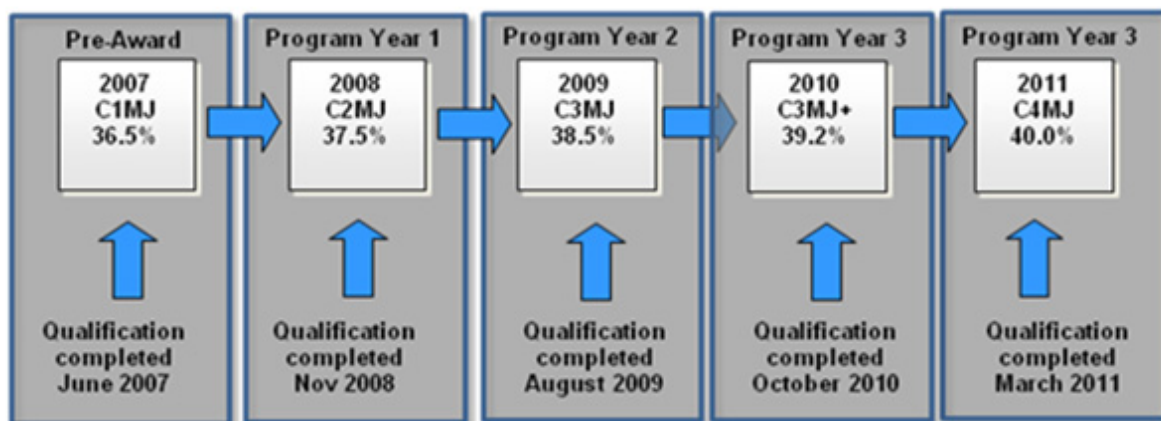 Pre-Award
2007
C1MJ
36.5%
Qualification
completed
June 2007
Program Year 1
2008
C2MJ
37.5%
Qualification
completed
Nov 2008
Program Year 2
2009
C3MJ
38.5%
Qualification
completed
August 2009
Program Year 3
2010
C3MJ+
39.2%
Qualification
completed
October 2010
Program Year 3
2011
C4MJ
40.0%
Qualification
completed
March 2011